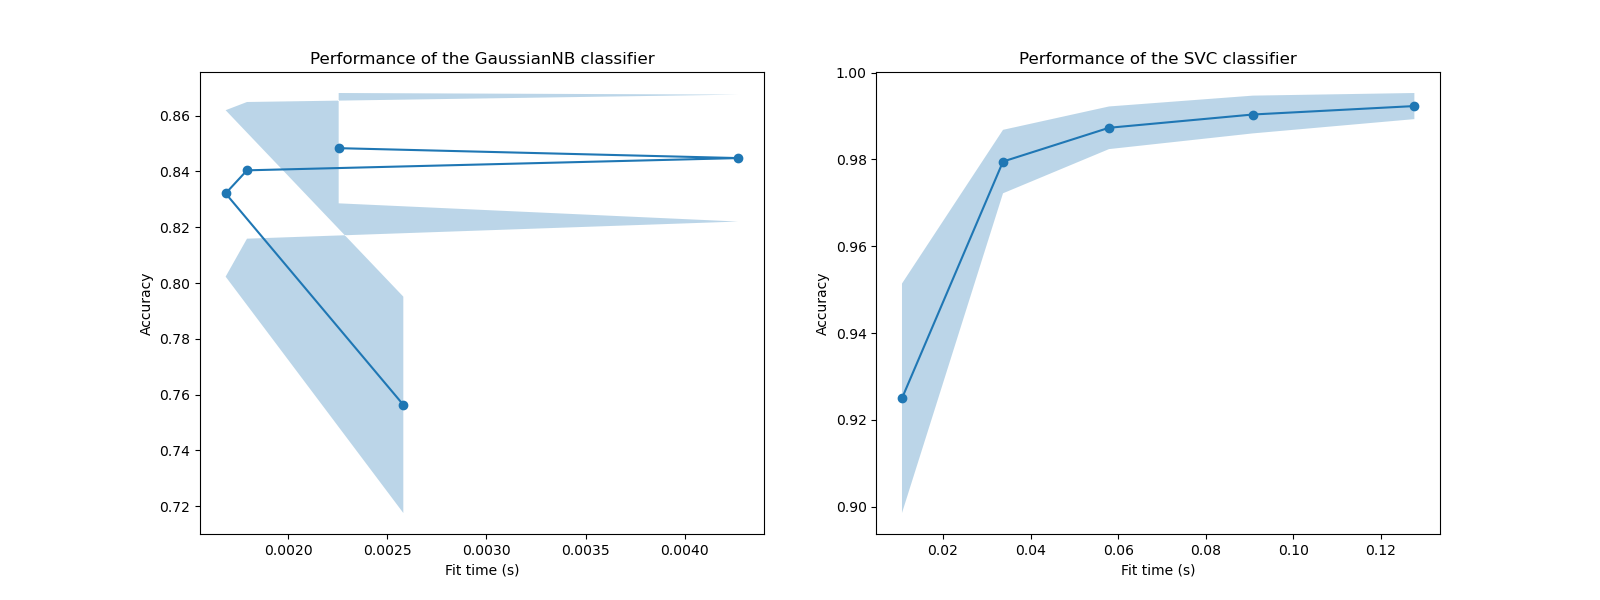 Performance of the GaussianNB classifier
0.86
0.84
0.82
0.80
0.78
0.76
0.74
0.72
Accuracy
0.0020 0.0025 0.0030 0.0035 0.0040
Fit time (s)
Performance of the SVC classifier
1.00
0.98
0.96
0.94
0.92
0.90
Accuracy
0.02 0.04 0.06 0.08 0.10 0.12
Fit time (s)